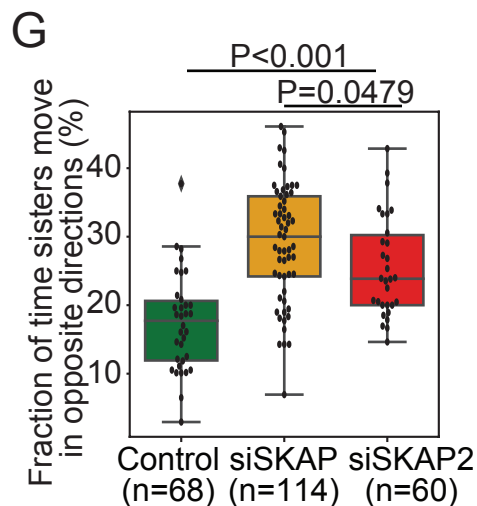 G
P<0.001
P=0.0479
Fraction of time sisters move
in opposite directions (%)
40
30
20
10
Control siSKAP siSKAP2
(n=68) (n=114) (n=60)